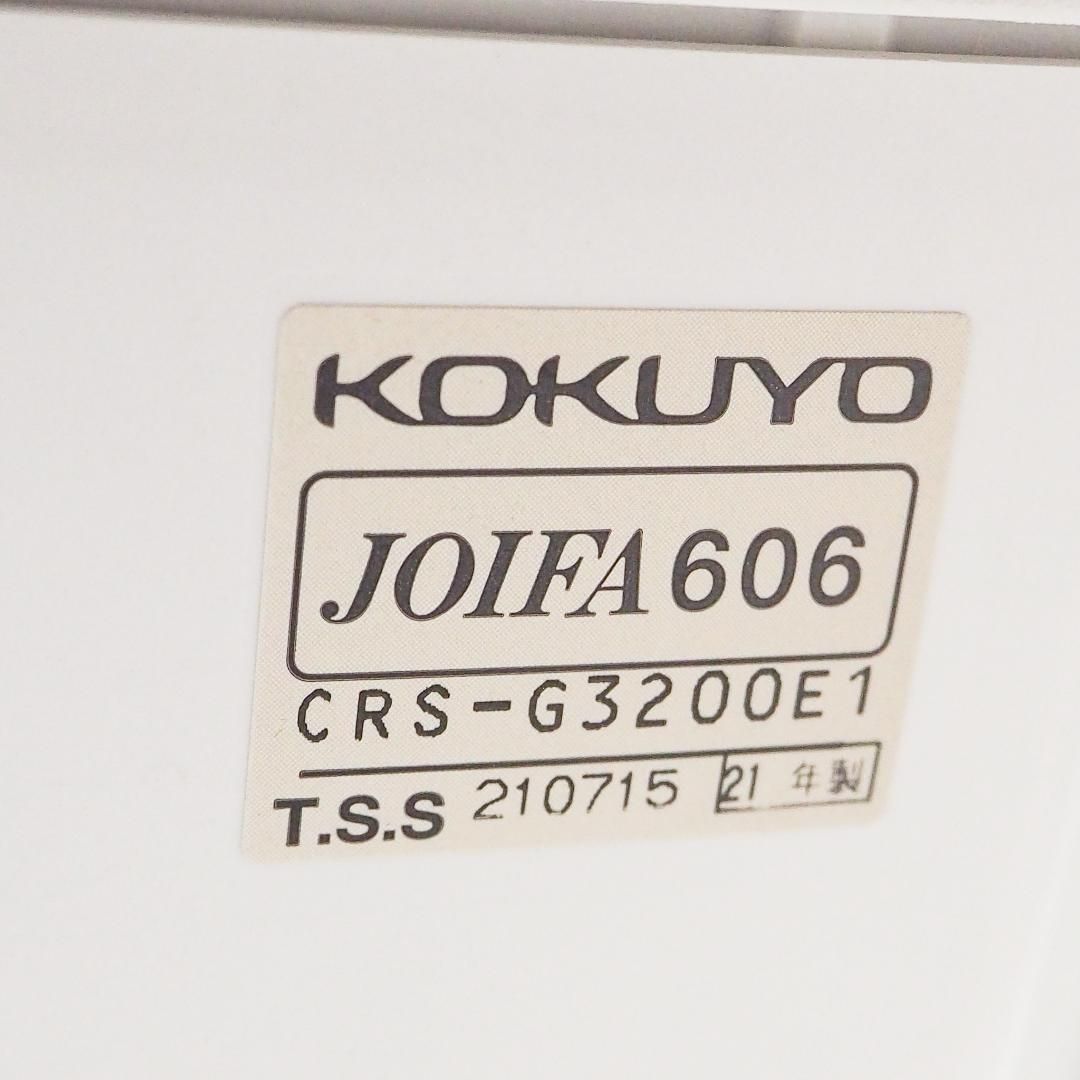 KOKUYO
JOIFA 606
CRS-G3200E1
T.S.S 210715 21 年製